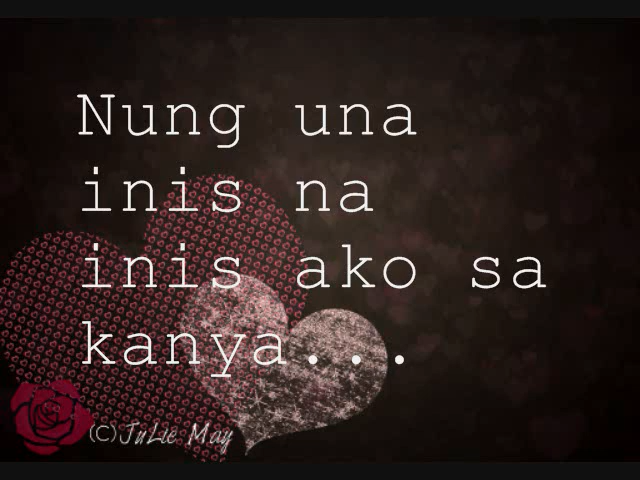 Nung una
inis na
inis ako sa
kanya...
(C)JuLie May